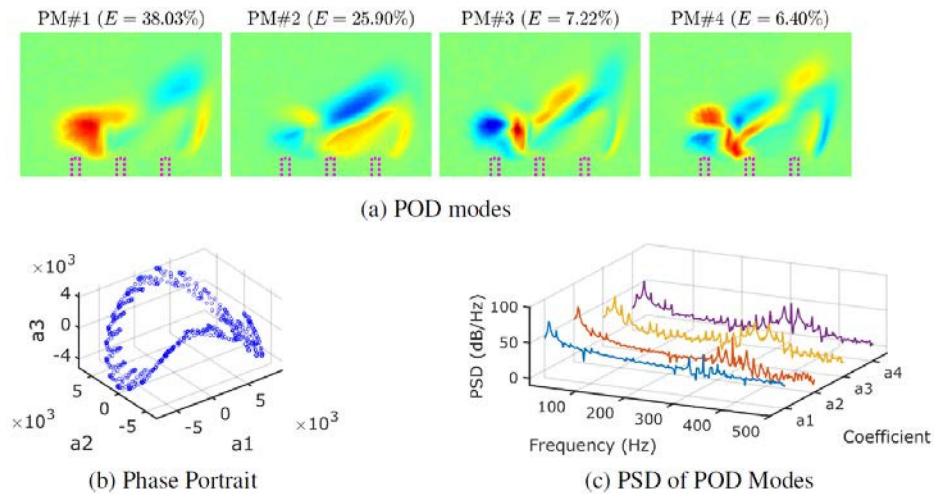 PM#1 (E = 38.03%) PM#2 (E = 25.90%) PM#3 (E = 7.22%) PM#4 (E = 6.40%)
(a) POD modes
×10³
4
0
-4
a3
5
0
-5
×10³
a2
-5
0
5
×10³
a1
(b) Phase Portrait
100
50
0
PSD (dB/Hz)
100
200
300
400
500
Frequency (Hz)
a1
a2
a3
a4
Coefficient
(c) PSD of POD Modes